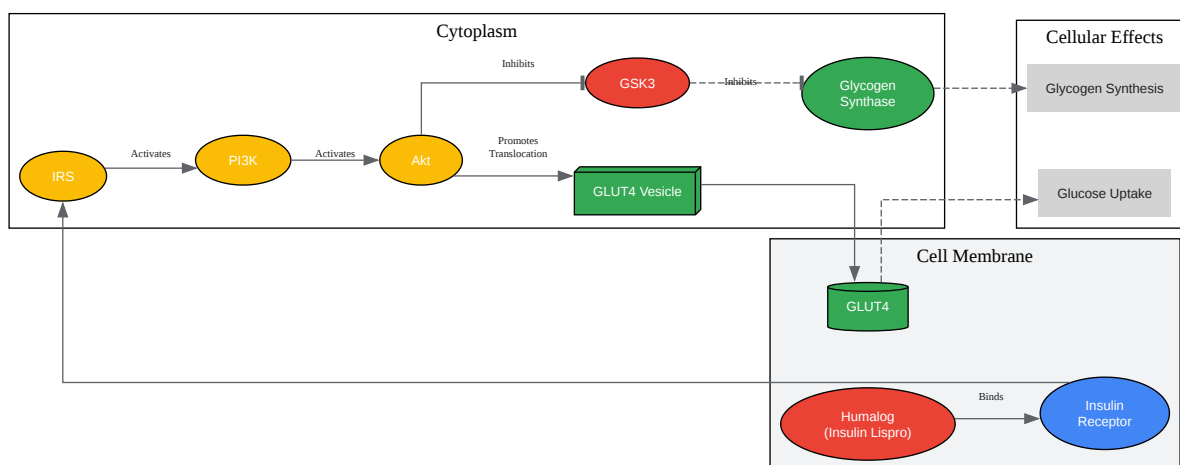 Cytoplasm
Cellular Effects
Inhibits
GSK3
Inhibits
Glycogen
Synthase
Glycogen Synthesis
Activates
PI3K
Activates
Akt
Promotes
Translocation
IRS
GLUT4 Vesicle
Glucose Uptake
Cell Membrane
GLUT4
Humalog
(Insulin Lispro)
Binds
Insulin
Receptor